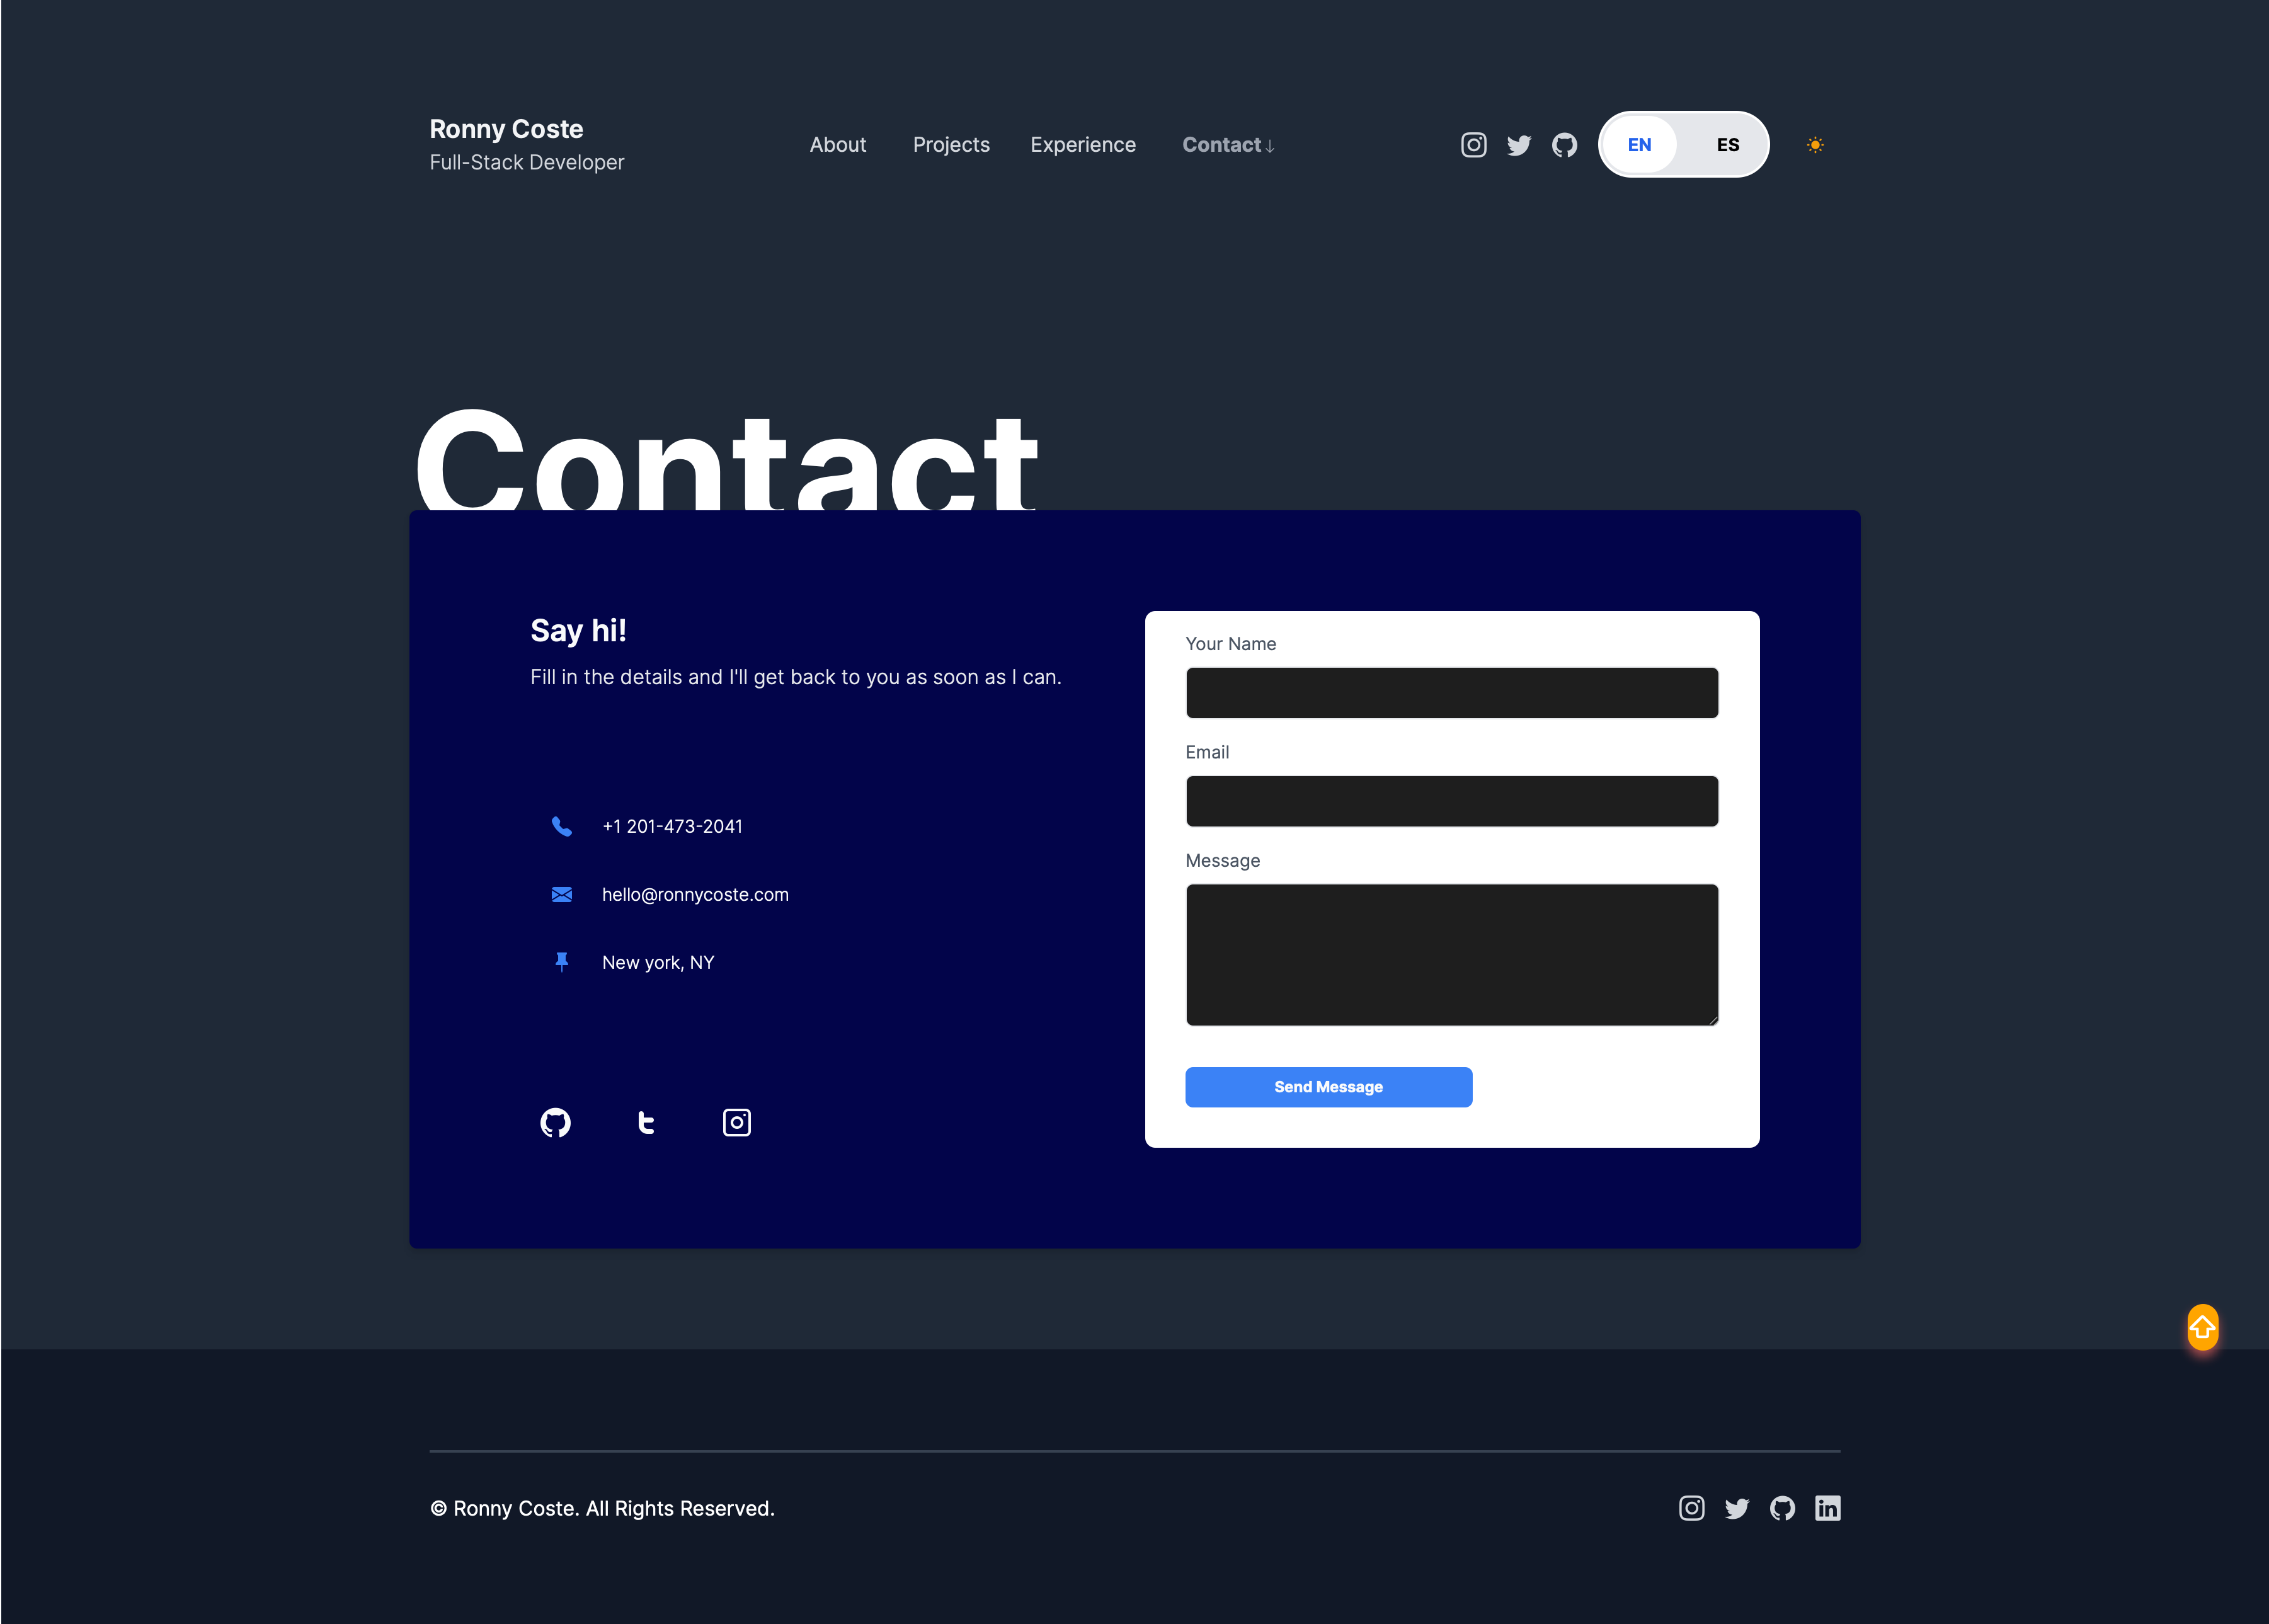 Ronny Coste
Full-Stack Developer
About
Projects
Experience
Contact ↓
EN
ES
Contact
Say hi!
Fill in the details and I'll get back to you as soon as I can.
+1 201-473-2041
hello@ronnycoste.com
New york, NY
Your Name
Email
Message
Send Message
© Ronny Coste. All Rights Reserved.